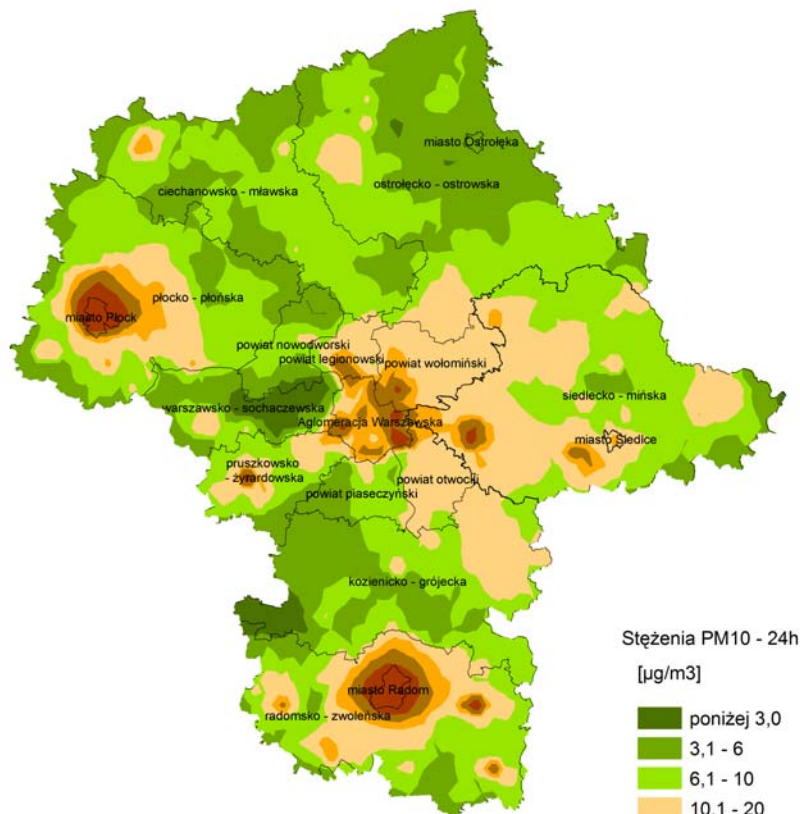 miasto Ostrołęka
ostrołęcko - ostrowska
ciechanowsko - mławska
płocko - płońska
miasto Płock
powiat nowodworski
powiat legionowski
powiat wołomiński
siedlecko - mińska
warszawsko - sochaczewska
Aglomeracja Warszawska
miasto Siedlce
pruszkowsko
- żyrardowska
powiat otwocki
powiat piaseczyński
kozienicko - grójecka
miasto Radom
radomsko - zwoleńska
Stężenia PM10 - 24h
[µg/m3]
poniżej 3,0
3,1 - 6
6,1 - 10
10,1 - 20